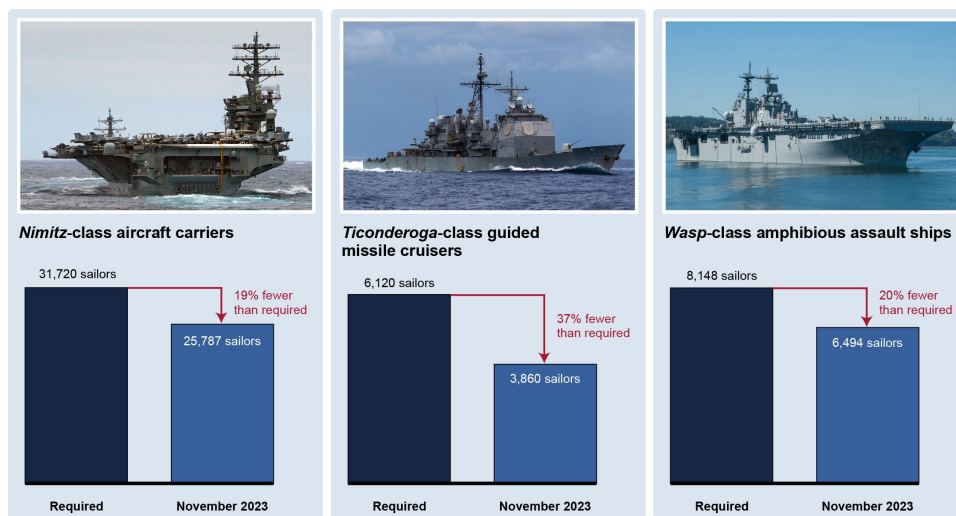 Nimitz-class aircraft carriers
31,720 sailors
19% fewer
than required
25,787 sailors
Required
November 2023
Ticonderoga-class guided
missile cruisers
6,120 sailors
37% fewer
than required
3,860 sailors
Required
November 2023
Wasp-class amphibious assault ships
8,148 sailors
20% fewer
than required
6,494 sailors
Required
November 2023